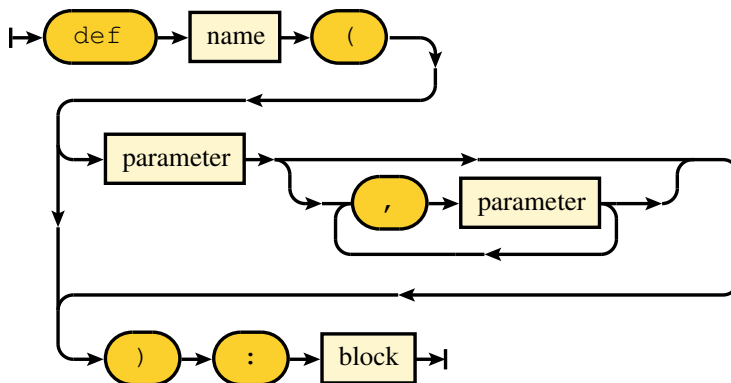 def name (
parameter
, parameter
) : block